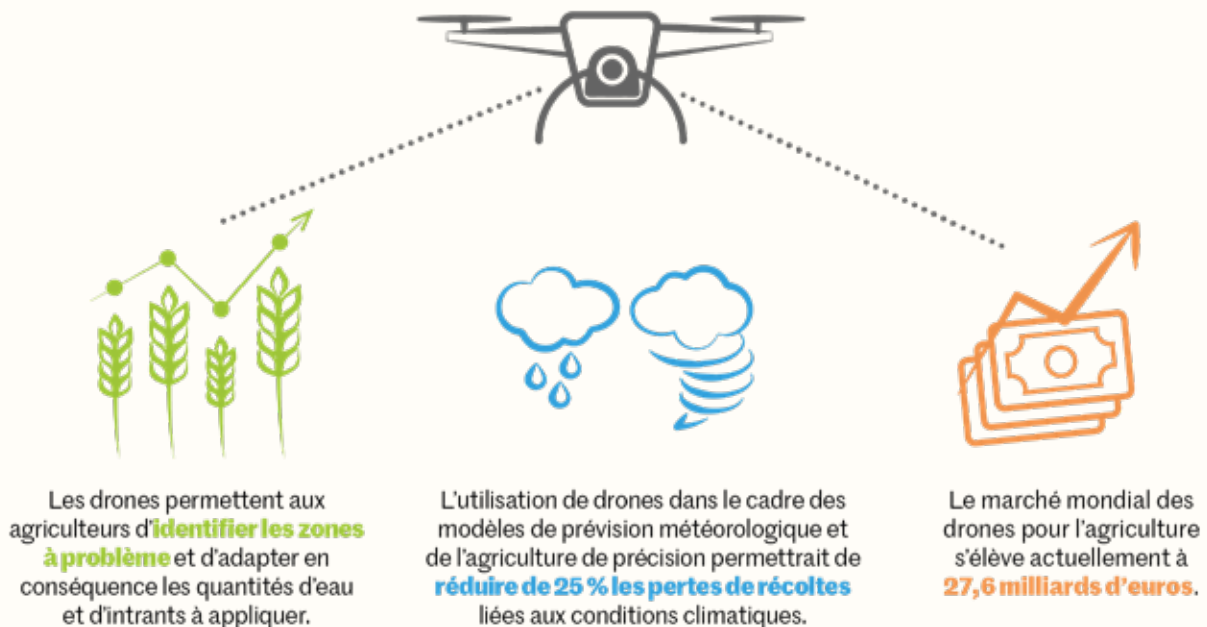 Les drones permettent aux
agriculteurs d'identifier les zones
à problème et d'adapter en
conséquence les quantités d'eau
et d'intrants à appliquer.
L'utilisation de drones dans le cadre des
modèles de prévision météorologique et
de l'agriculture de précision permettrait de
réduire de 25 % les pertes de récoltes
liées aux conditions climatiques.
Le marché mondial des
drones pour l'agriculture
s'élève actuellement à
27,6 milliards d'euros.